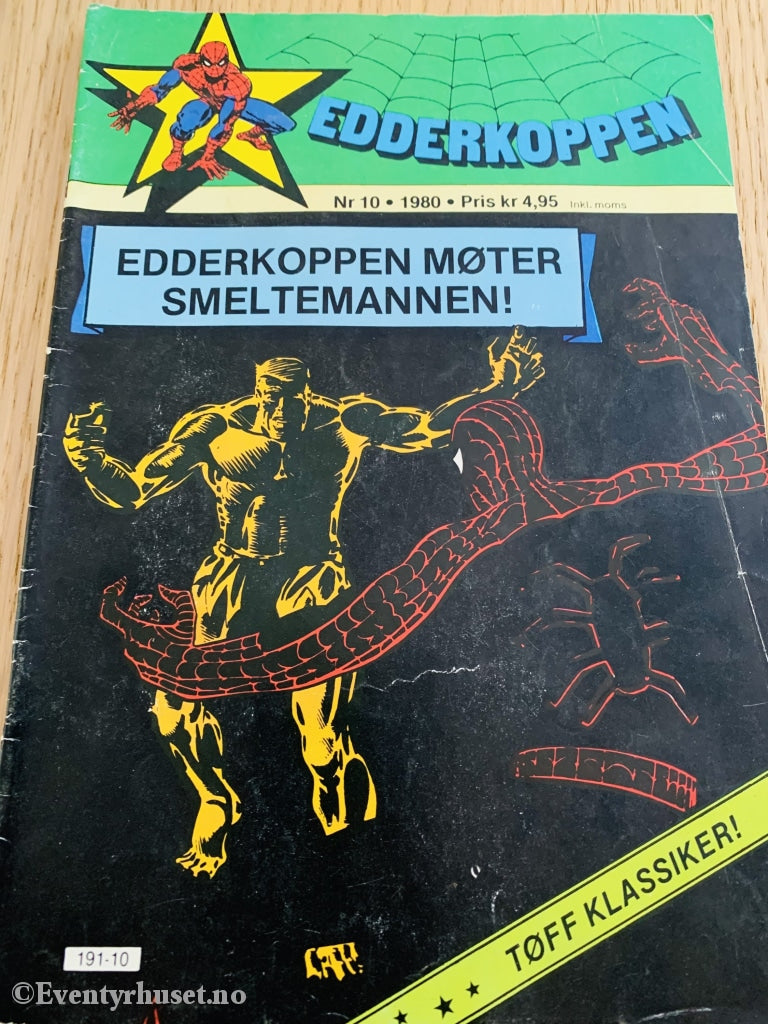 EDDERKOPPEN
Nr 10 • 1980 • Pris kr 4,95 Inkl. moms
EDDERKOPPEN MØTER
SMELTEMANNEN!
TØFF KLASSIKER!
191-10
©Eventyrhuset.no